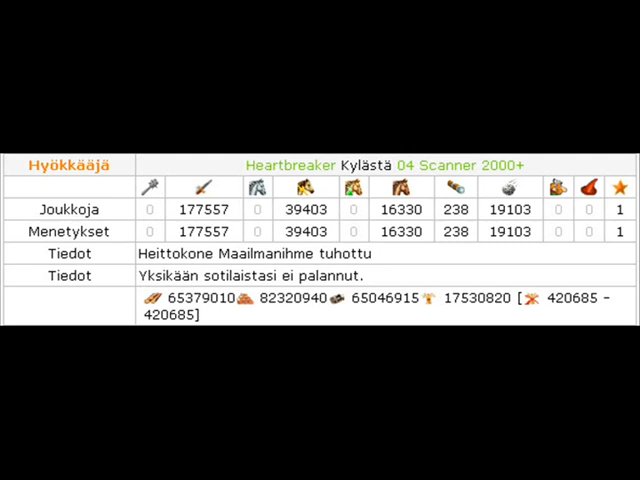 Hyökkääjä Heartbreaker Kylästä 04 Scanner 2000+
Joukkoja 0 177557 0 39403 0 16330 238 19103 0 0 1
Menetykset 0 177557 0 39403 0 16330 238 19103 0 0 1
Tiedot Heittokone Maailmanihme tuhottu
Tiedot Yksikään sotilaistasi ei palannut.
65379010 82320940 65046915 17530820 [ 420685 -
420685]